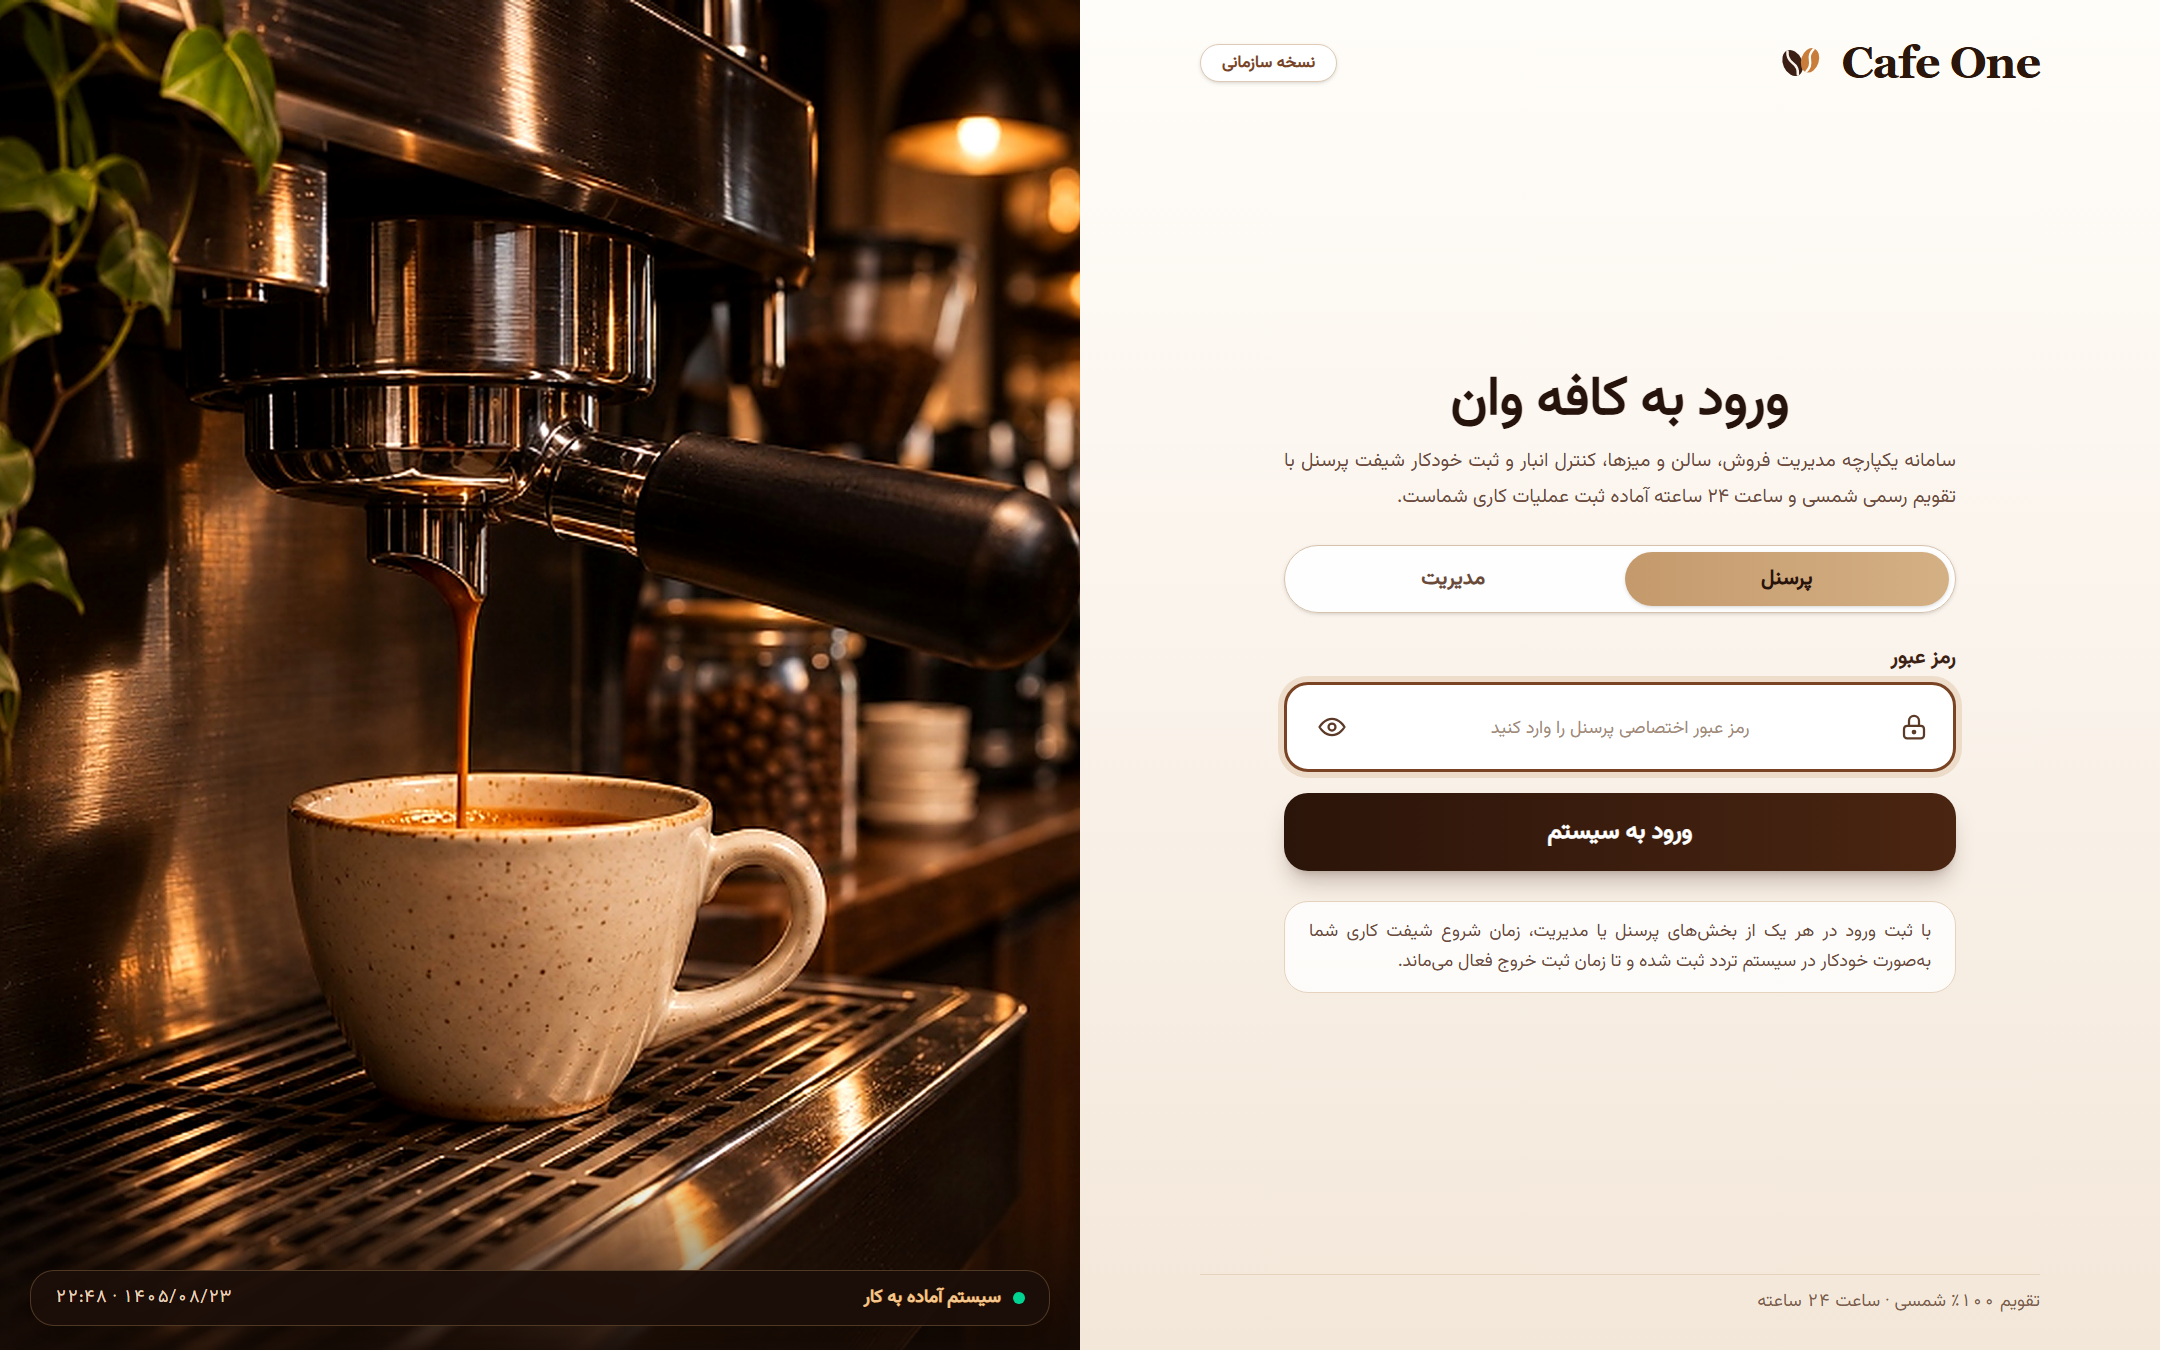 Cafe One
نسخه سازمانی
ورود به کافه وان
سامانه یکپارچه مدیریت فروش، سالن و میزها، کنترل انبار و ثبت خودکار شیفت پرسنل با
تقویم رسمی شمسی و ساعت ۲۴ ساعته آماده ثبت عملیات کاری شماست.
پرسنل
مدیریت
رمز عبور
رمز عبور اختصاصی پرسنل را وارد کنید
ورود به سیستم
با ثبت ورود در هر یک از بخش‌های پرسنل یا مدیریت، زمان شروع شیفت کاری شما
به‌صورت خودکار در سیستم تردد ثبت شده و تا زمان ثبت خروج فعال می‌ماند.
تقویم ۱۰۰٪ شمسی · ساعت ۲۴ ساعته
سیستم آماده به کار
۱۴۰۵/۰۸/۲۳ · ۲۲:۴۸